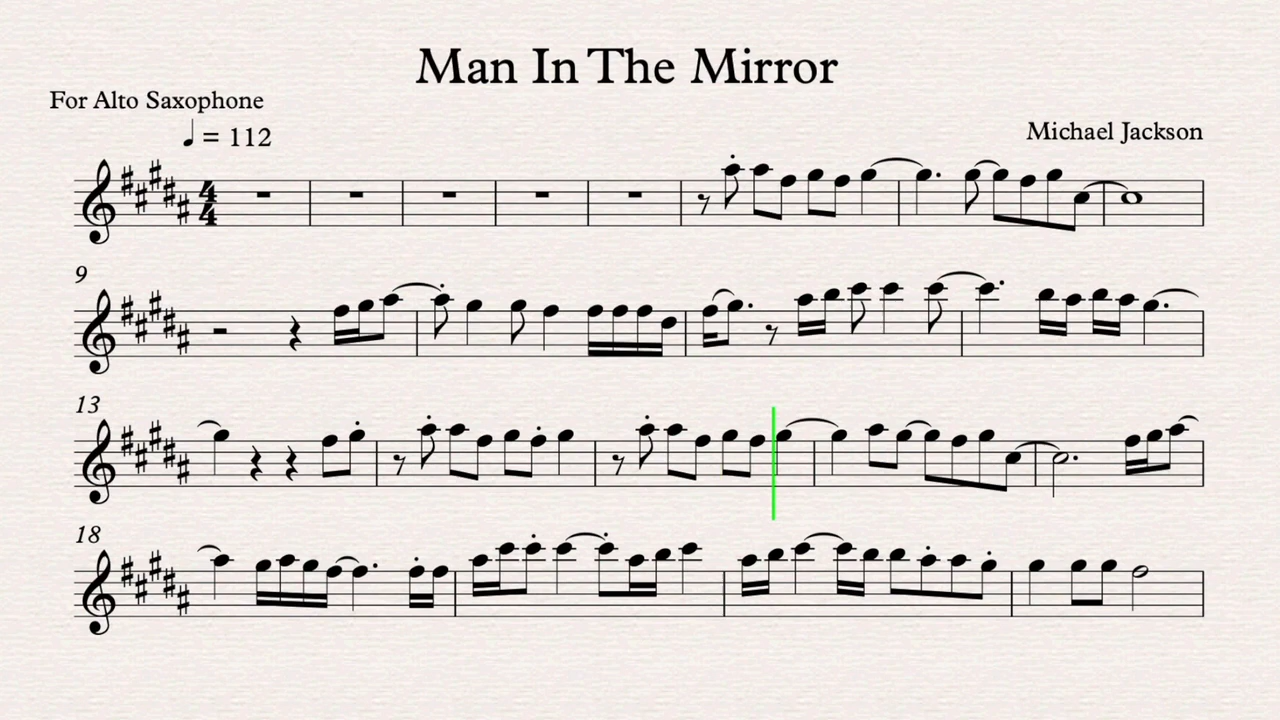 Man In The Mirror
For Alto Saxophone
♩ = 112
Michael Jackson
4
4
9
13
18